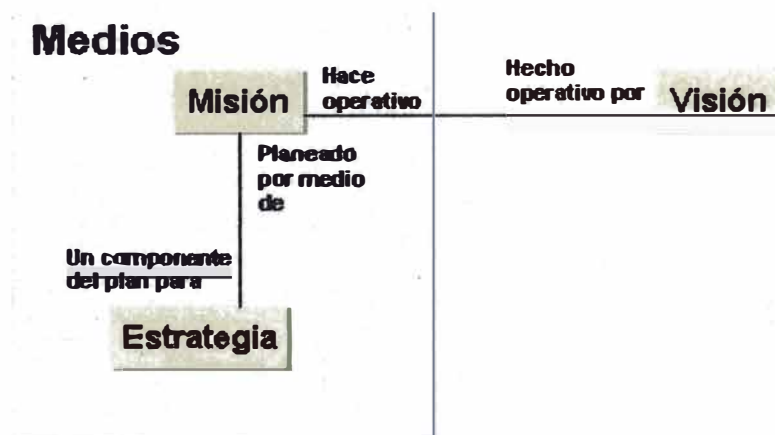 Medios
Misión
Hace
operativo
Hecho
operativo por
Visión
Planeado
por medio
de
Un componente
del plan para
Estrategia